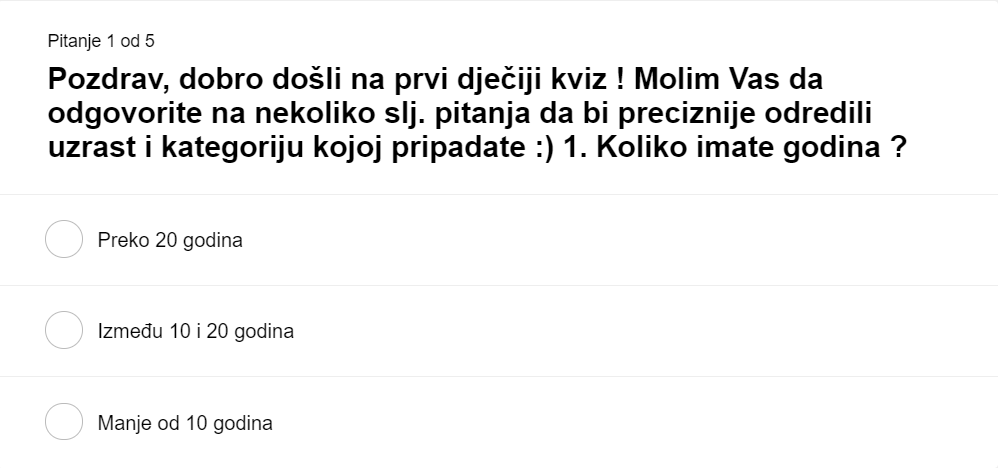 Pitanje 1 od 5
Pozdrav, dobro došli na prvi dječiji kviz ! Molim Vas da
odgovorite na nekoliko slj. pitanja da bi preciznije odredili
uzrast i kategoriju kojoj pripadate :) 1. Koliko imate godina ?
Preko 20 godina
Između 10 i 20 godina
Manje od 10 godina